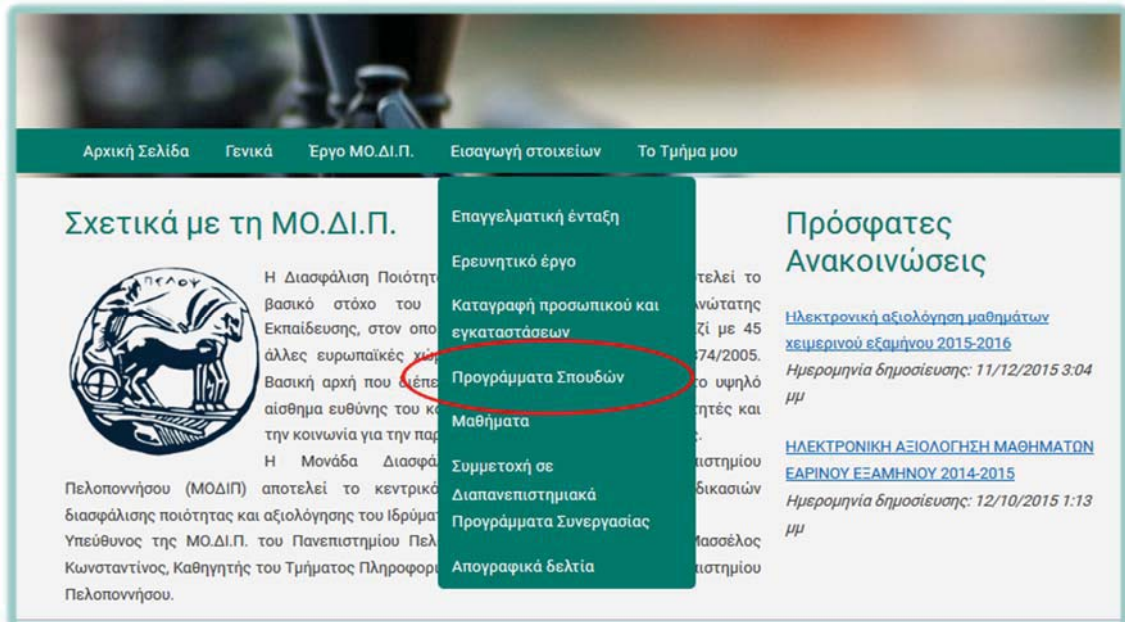 Αρχική Σελίδα Γενικά Έργο ΜΟ.ΔΙ.Π. Εισαγωγή στοιχείων Το Τμήμα μου
Επαγγελματική ένταξη
Ερευνητικό έργο
Καταγραφή προσωπικού και
εγκαταστάσεων
Προγράμματα Σπουδών
Μαθήματα
Συμμετοχή σε
Διαπανεπιστημιακά
Προγράμματα Συνεργασίας
Απογραφικά δελτία
Σχετικά με τη ΜΟ.ΔΙ.Π.
ΠΕΛΟΨ
Η Διασφάλιση Ποιότητ
βασικό στόχο του
Ανώτατης
Εκπαίδευσης, στον οπο
ζί με 45
άλλες ευρωπαϊκές χώ
374/2005.
Βασική αρχή που διέπε
το υψηλό
αίσθημα ευθύνης του κ
τητές και
την κοινωνία για την παρ
Η Μονάδα Διασφά
πιστημίου
Πελοποννήσου (ΜΟΔΙΠ) αποτελεί το κεντρικό
δικασιών
διασφάλισης ποιότητας και αξιολόγησης του Ιδρύμα
Υπεύθυνος της ΜΟ.ΔΙ.Π. του Πανεπιστημίου Πελ
Μασσέλος
Κωνσταντίνος, Καθηγητής του Τμήματος Πληροφορι
πιστημίου
Πελοποννήσου.
Πρόσφατες
Ανακοινώσεις
Ηλεκτρονική αξιολόγηση μαθημάτων
χειμερινού εξαμήνου 2015-2016
Ημερομηνία δημοσίευσης: 11/12/2015 3:04
μμ
ΗΛΕΚΤΡΟΝΙΚΗ ΑΞΙΟΛΟΓΗΣΗ ΜΑΘΗΜΑΤΩΝ
ΕΑΡΙΝΟΥ ΕΞΑΜΗΝΟΥ 2014-2015
Ημερομηνία δημοσίευσης: 12/10/2015 1:13
μμ